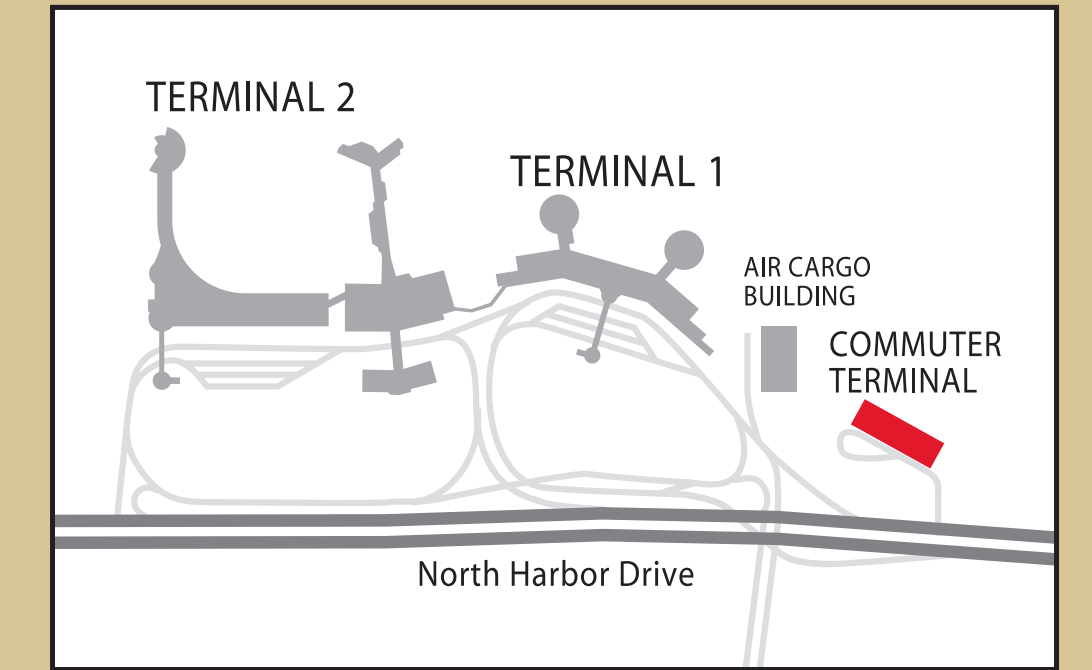 TERMINAL 2
TERMINAL 1
AIR CARGO
BUILDING
COMMUTER
TERMINAL
North Harbor Drive